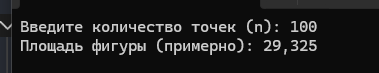 Введите количество точек (n): 100
Площадь фигуры (примерно): 29,325